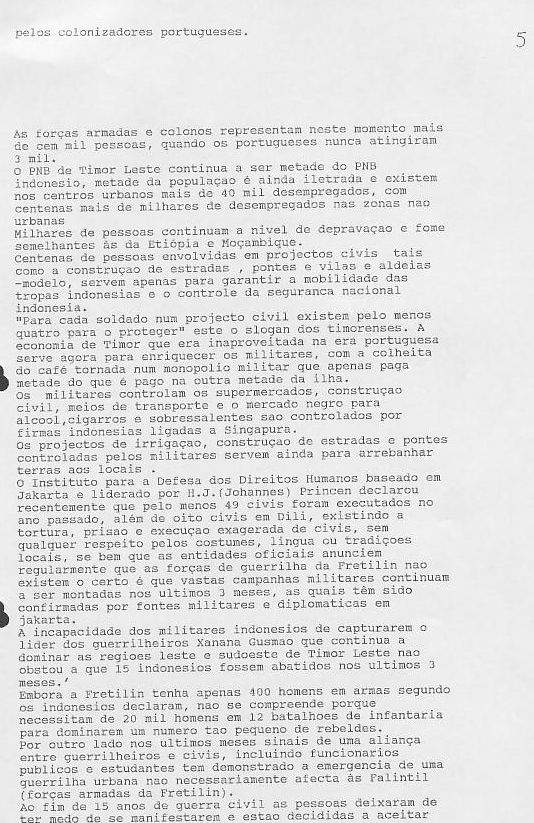 pelos colonizadores portugueses.
5
As forças armadas e colonos representam neste momento mais
de cem mil pessoas, quando os portugueses nunca atingiram
3 mil.
O PNB de Timor Leste continua a ser metade do PNB
indonesio, metade da populaçao é ainda iletrada e existem
nos centros urbanos mais de 40 mil desempregados, com
centenas mais de milhares de desempregados nas zonas nao
urbanas
Milhares de pessoas continuam a nivel de depravaçao e fome
semelhantes às da Etiópia e Moçambique.
Centenas de pessoas envolvidas em projectos civis  tais
como a construçao de estradas , pontes e vilas e aldeias
-modelo, servem apenas para garantir a mobilidade das
tropas indonesias e o controle da seguranca nacional
indonesia.
"Para cada soldado num projecto civil existem pelo menos
quatro para o proteger" este o slogan dos timorenses. A
economia de Timor que era inaproveitada na era portuguesa
serve agora para enriquecer os militares, com a colheita
do café tornada num monopolio militar que apenas paga
metade do que é pago na outra metade da ilha.
Os  militares controlam os supermercados, construçao
civil, meios de transporte e o mercado negro para
alcool,cigarros e sobressalentes sao controlados por
firmas indonesias ligadas a Singapura.
Os projectos de irrigaçao, construçao de estradas e pontes
controladas pelos militares servem ainda para arrebanhar
terras aos locais .
O Instituto para a Defesa dos Direitos Humanos baseado em
Jakarta e liderado por H.J.(Johannes) Princen declarou
recentemente que pelo menos 49 civis foram executados no
ano passado, além de oito civis em Dili, existindo a
tortura, prisao e execuçao exagerada de civis, sem
qualquer respeito pelos costumes, lingua ou tradiçoes
locais, se bem que as entidades oficiais anunciem
regularmente que as forças de guerrilha da Fretilin nao
existem o certo é que vastas campanhas militares continuam
a ser montadas nos ultimos 3 meses, as quais têm sido
confirmadas por fontes militares e diplomaticas em
jakarta.
A incapacidade dos militares indonesios de capturarem o
lider dos guerrilheiros Xanana Gusmao que continua a
dominar as regioes leste e sudoeste de Timor Leste nao
obstou a que 15 indonesios fossem abatidos nos ultimos 3
meses.'
Embora a Fretilin tenha apenas 400 homens em armas segundo
os indonesios declaram, nao se compreende porque
necessitam de 20 mil homens em 12 batalhoes de infantaria
para dominarem um numero tao pequeno de rebeldes.
Por outro lado nos ultimos meses sinais de uma aliança
entre guerrilheiros e civis, incluindo funcionarios
publicos e estudantes tem demonstrado a emergencia de uma
guerrilha urbana nao necessariamente afecta às Falintil
(forças armadas da Fretilin).
Ao fim de 15 anos de guerra civil as pessoas deixaram de
ter medo de se manifestarem e estao decididas a aceitar